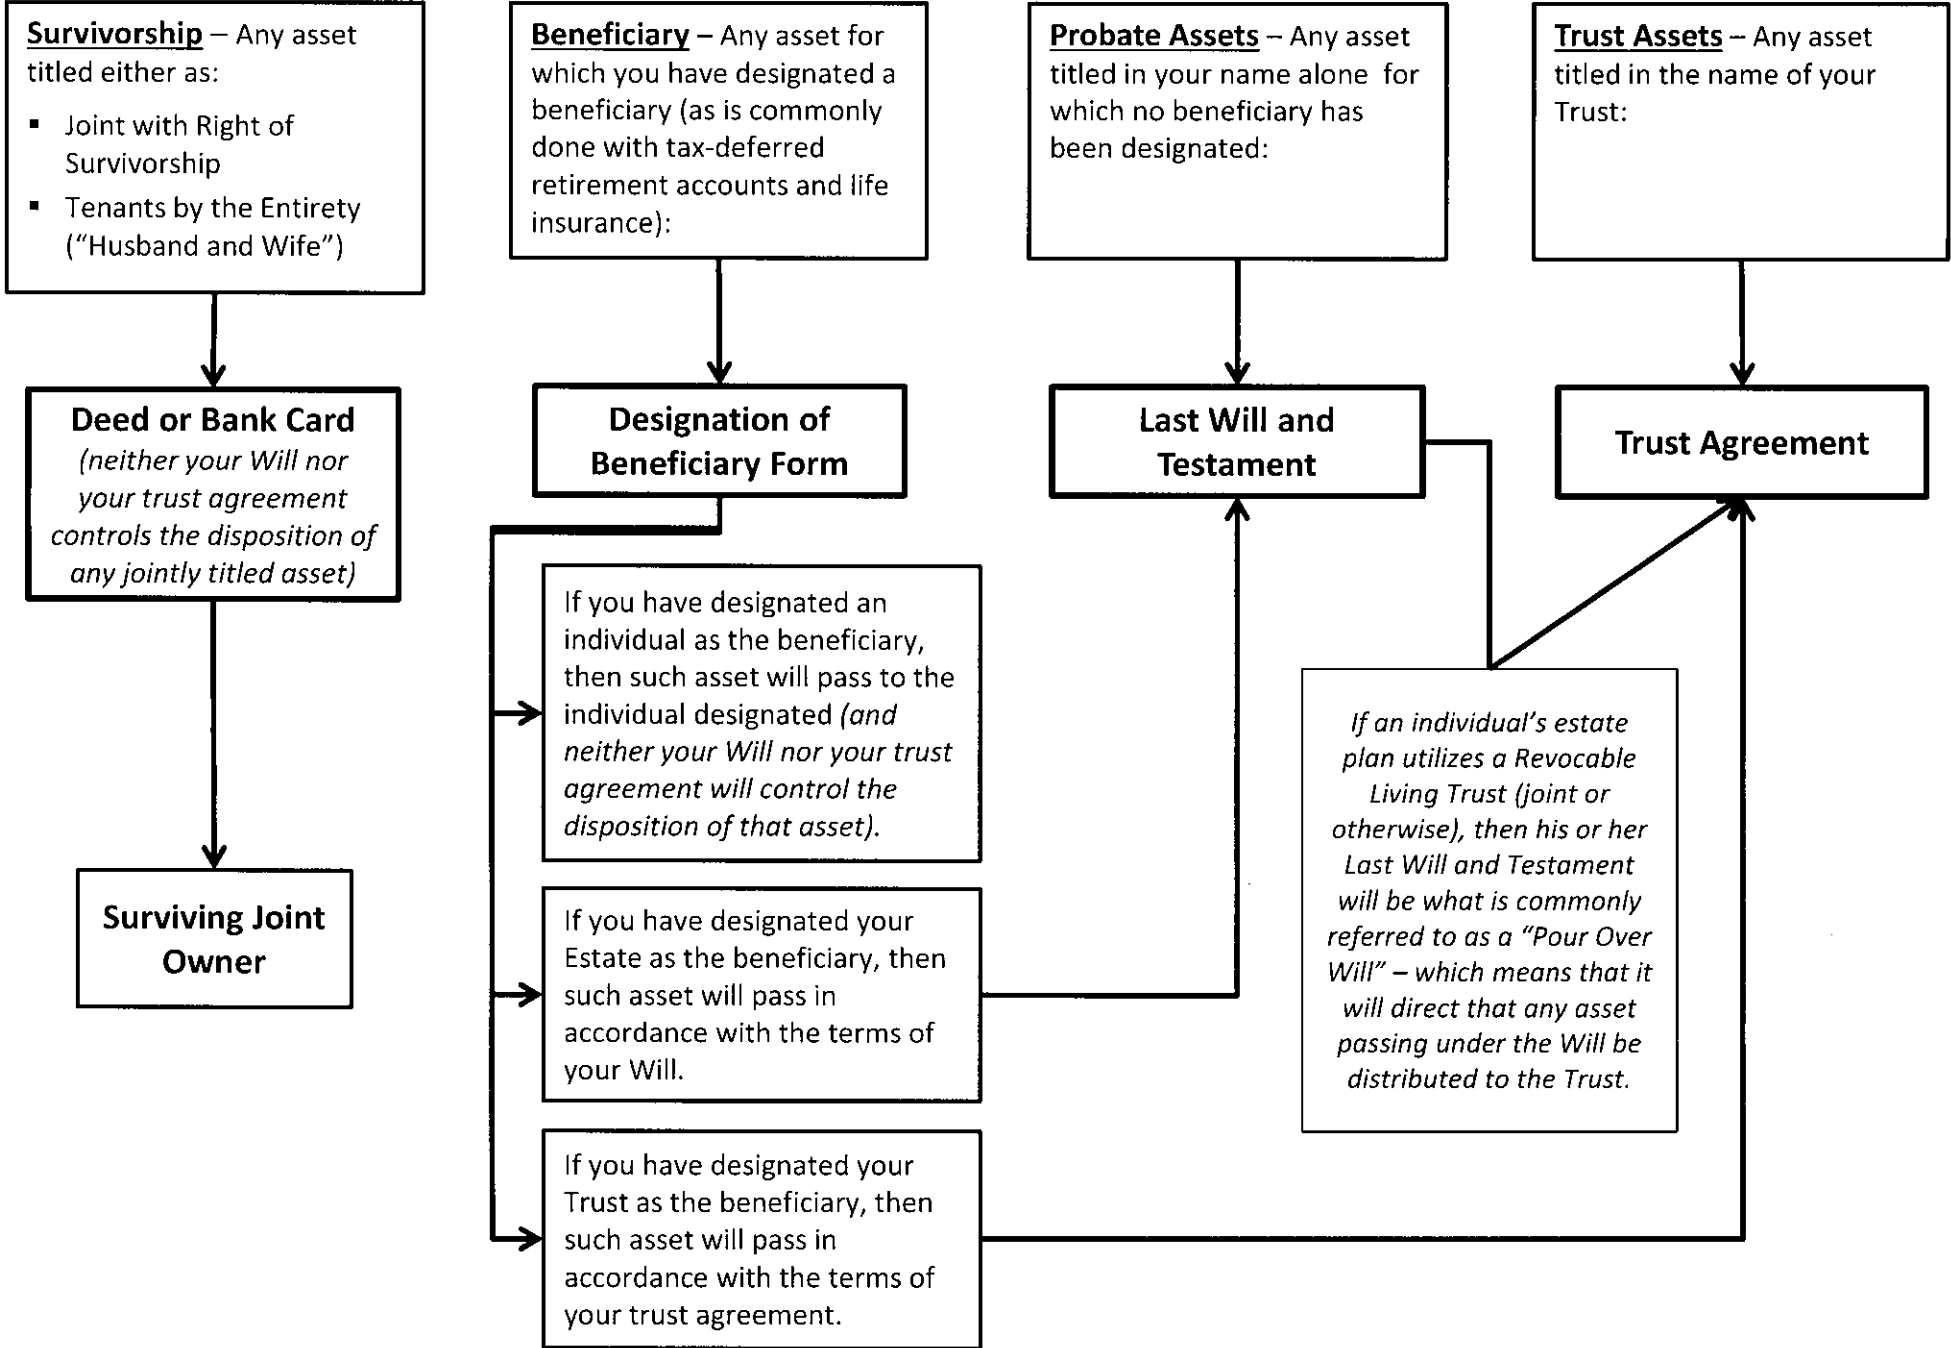 Survivorship – Any asset
titled either as:
▪ Joint with Right of
Survivorship
▪ Tenants by the Entirety
(“Husband and Wife”)
Beneficiary – Any asset for
which you have designated a
beneficiary (as is commonly
done with tax-deferred
retirement accounts and life
insurance):
Probate Assets – Any asset
titled in your name alone for
which no beneficiary has
been designated:
Trust Assets – Any asset
titled in the name of your
Trust:
Deed or Bank Card
(neither your Will nor
your trust agreement
controls the disposition of
any jointly titled asset)
Designation of
Beneficiary Form
Last Will and
Testament
Trust Agreement
If you have designated an
individual as the beneficiary,
then such asset will pass to the
individual designated (and
neither your Will nor your trust
agreement will control the
disposition of that asset).
If an individual’s estate
plan utilizes a Revocable
Living Trust (joint or
otherwise), then his or her
Last Will and Testament
will be what is commonly
referred to as a “Pour Over
Will” – which means that it
will direct that any asset
passing under the Will be
distributed to the Trust.
Surviving Joint
Owner
If you have designated your
Estate as the beneficiary, then
such asset will pass in
accordance with the terms of
your Will.
If you have designated your
Trust as the beneficiary, then
such asset will pass in
accordance with the terms of
your trust agreement.